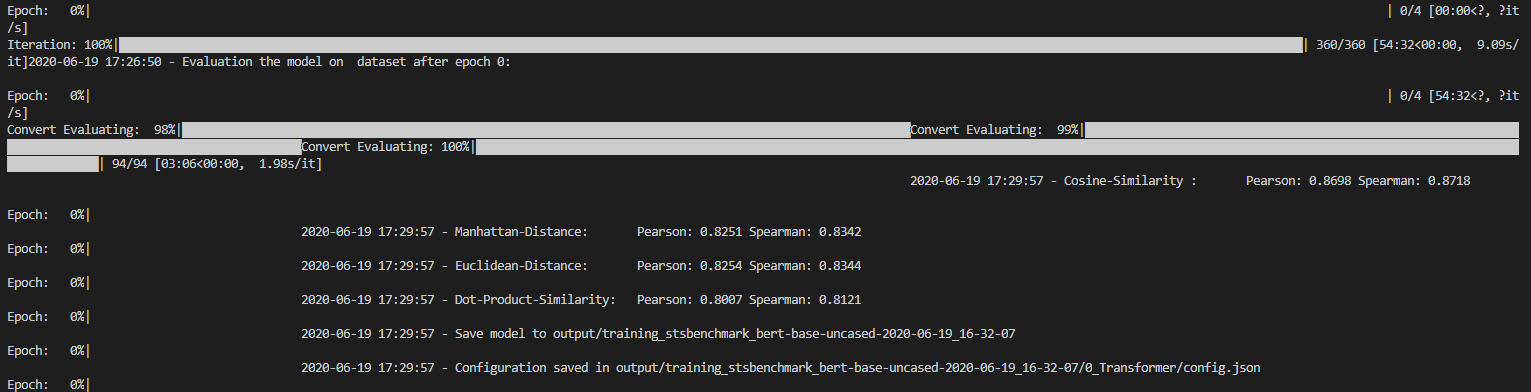 Epoch:   0%|                                                                 | 0/4 [00:00<?, ?it
/s]
Iteration: 100%|██████████| 360/360 [54:32<00:00,  9.09s/
it]2020-06-19 17:26:50 - Evaluation the model on  dataset after epoch 0:
Epoch:   0%|                                                                 | 0/4 [54:32<?, ?it
/s]
Convert Evaluating:  98%|██████████Convert Evaluating:  99%|██████████
██████████Convert Evaluating: 100%|██████████
██████████| 94/94 [03:06<00:00,  1.98s/it]
2020-06-19 17:29:57 - Cosine-Similarity :       Pearson: 0.8698 Spearman: 0.8718
Epoch:   0%|
2020-06-19 17:29:57 - Manhattan-Distance:       Pearson: 0.8251 Spearman: 0.8342
Epoch:   0%|
2020-06-19 17:29:57 - Euclidean-Distance:       Pearson: 0.8254 Spearman: 0.8344
Epoch:   0%|
2020-06-19 17:29:57 - Dot-Product-Similarity:   Pearson: 0.8007 Spearman: 0.8121
Epoch:   0%|
2020-06-19 17:29:57 - Save model to output/training_stsbenchmark_bert-base-uncased-2020-06-19_16-32-07
Epoch:   0%|
2020-06-19 17:29:57 - Configuration saved in output/training_stsbenchmark_bert-base-uncased-2020-06-19_16-32-07/0_Transformer/config.json
Epoch:   0%|